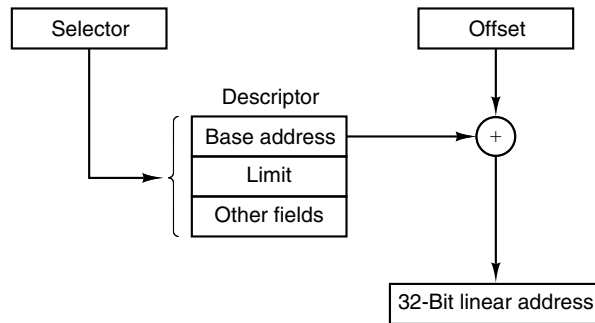 Selector
Offset
Descriptor
Base address
+
Limit
Other fields
32-Bit linear address